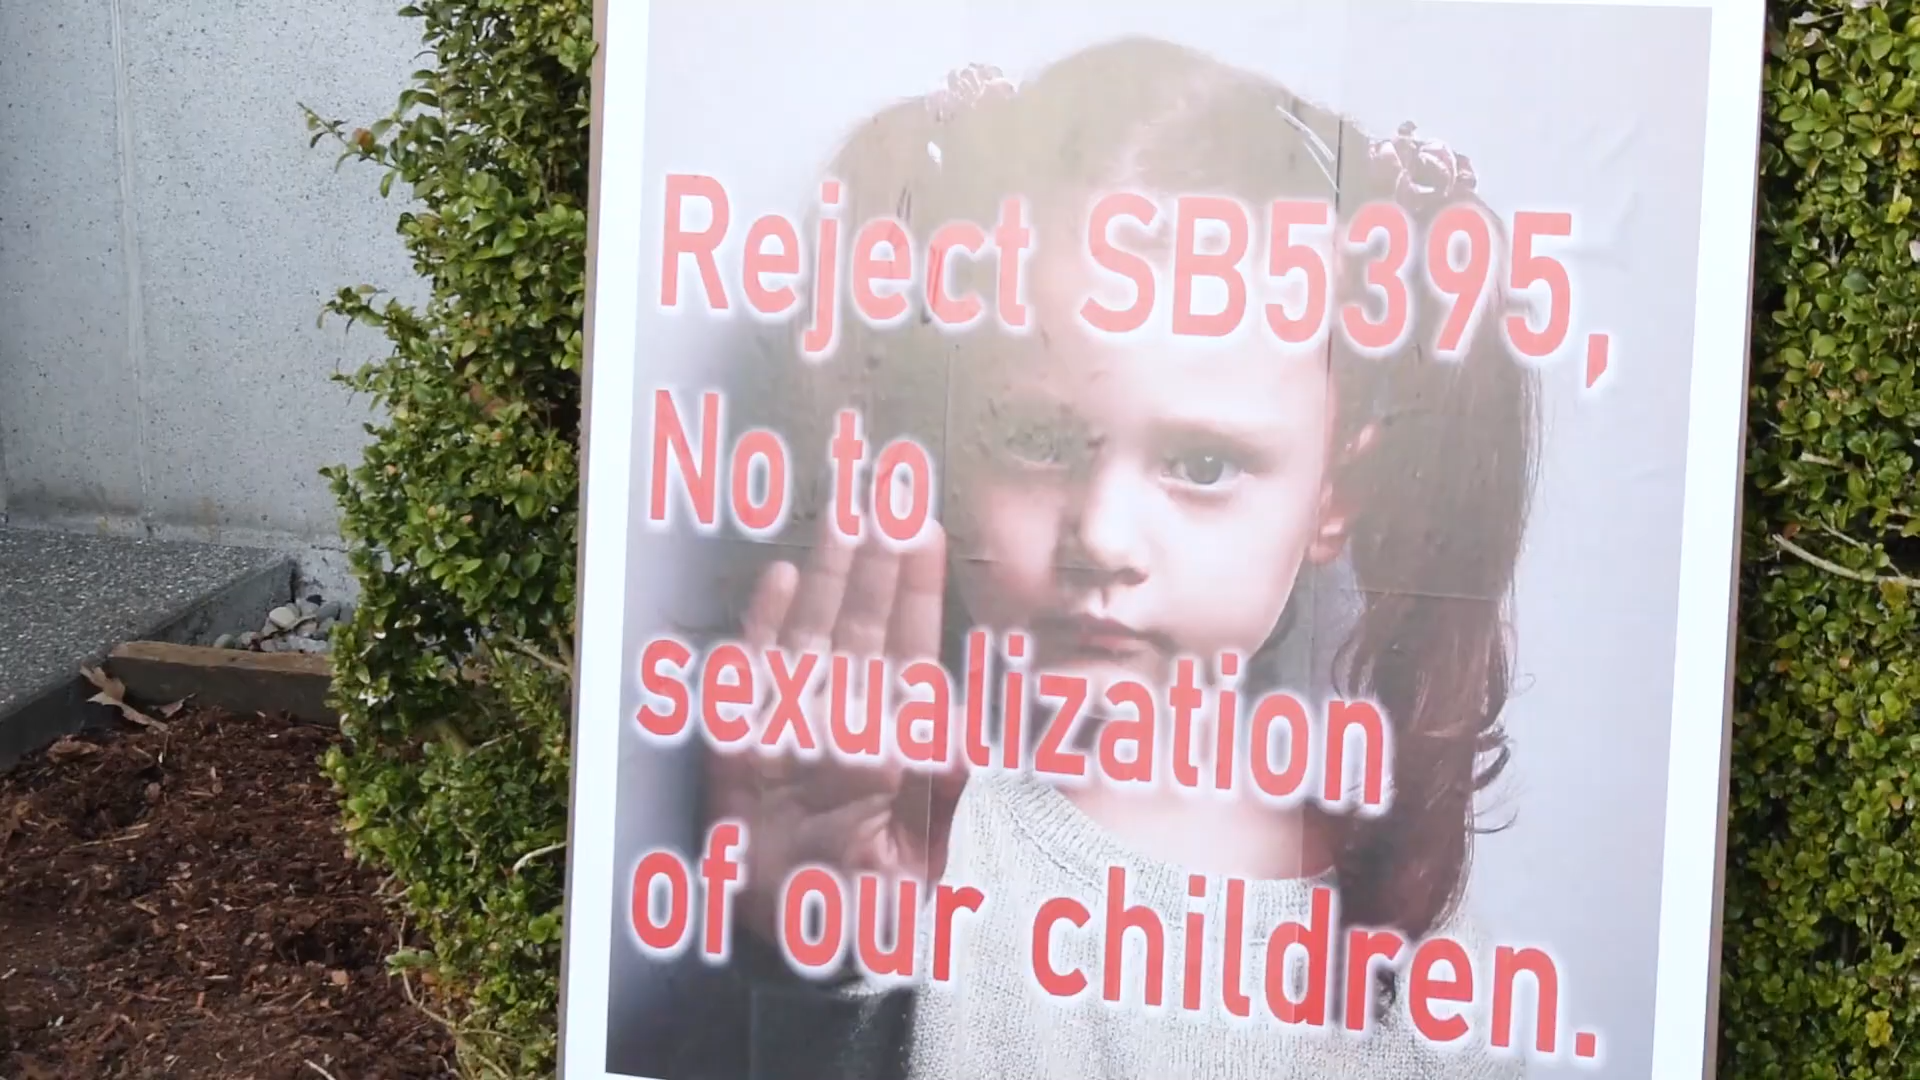 Reject SB5395,
No to
sexualization
of our children.